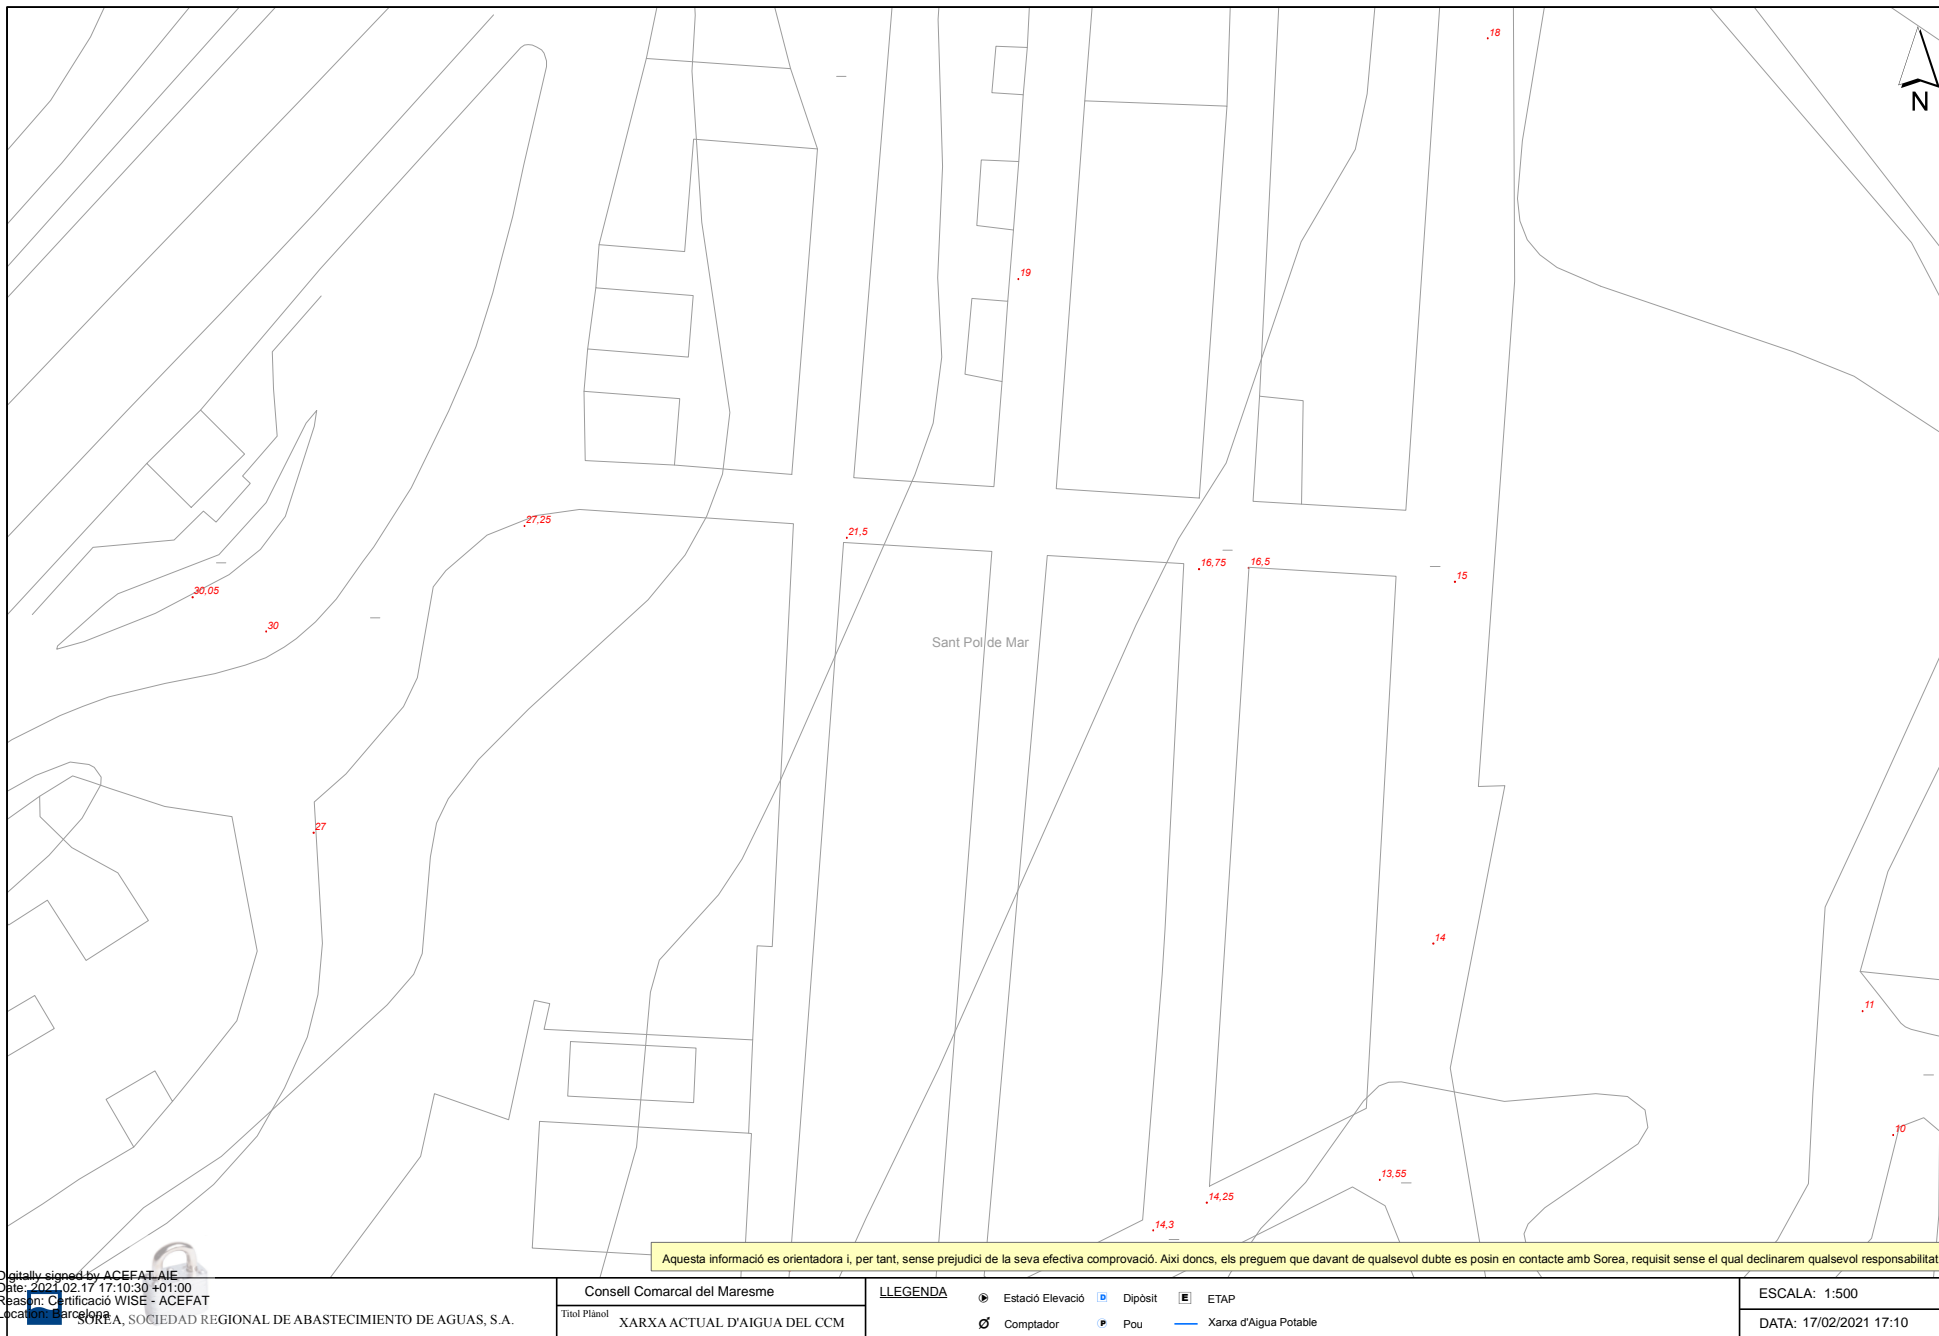 18
N
19
27,25
21,5
16,75
16,5
15
30,05
30
Sant Pol de Mar
27
14
11
10
13,55
14,25
14,3
Aquesta informació es orientadora i, per tant, sense prejudici de la seva efectiva comprovació. Aixi doncs, els preguem que davant de qualsevol dubte es posin en contacte amb Sorea, requisit sense el qual declinarem qualsevol responsabilitat
Digitally signed by ACEFAT AIE
Date: 2021.02.17 17:10:30 +01:00
Reason: Certificació WISE - ACEFAT
Location: Barcelona
SOREA, SOCIEDAD REGIONAL DE ABASTECIMIENTO DE AGUAS, S.A.
Consell Comarcal del Maresme
Titol Plànol
XARXA ACTUAL D'AIGUA DEL CCM
LLEGENDA
Estació Elevació
D Dipòsit
E ETAP
Comptador
P Pou
Xarxa d'Aigua Potable
ESCALA: 1:500
DATA: 17/02/2021 17:10